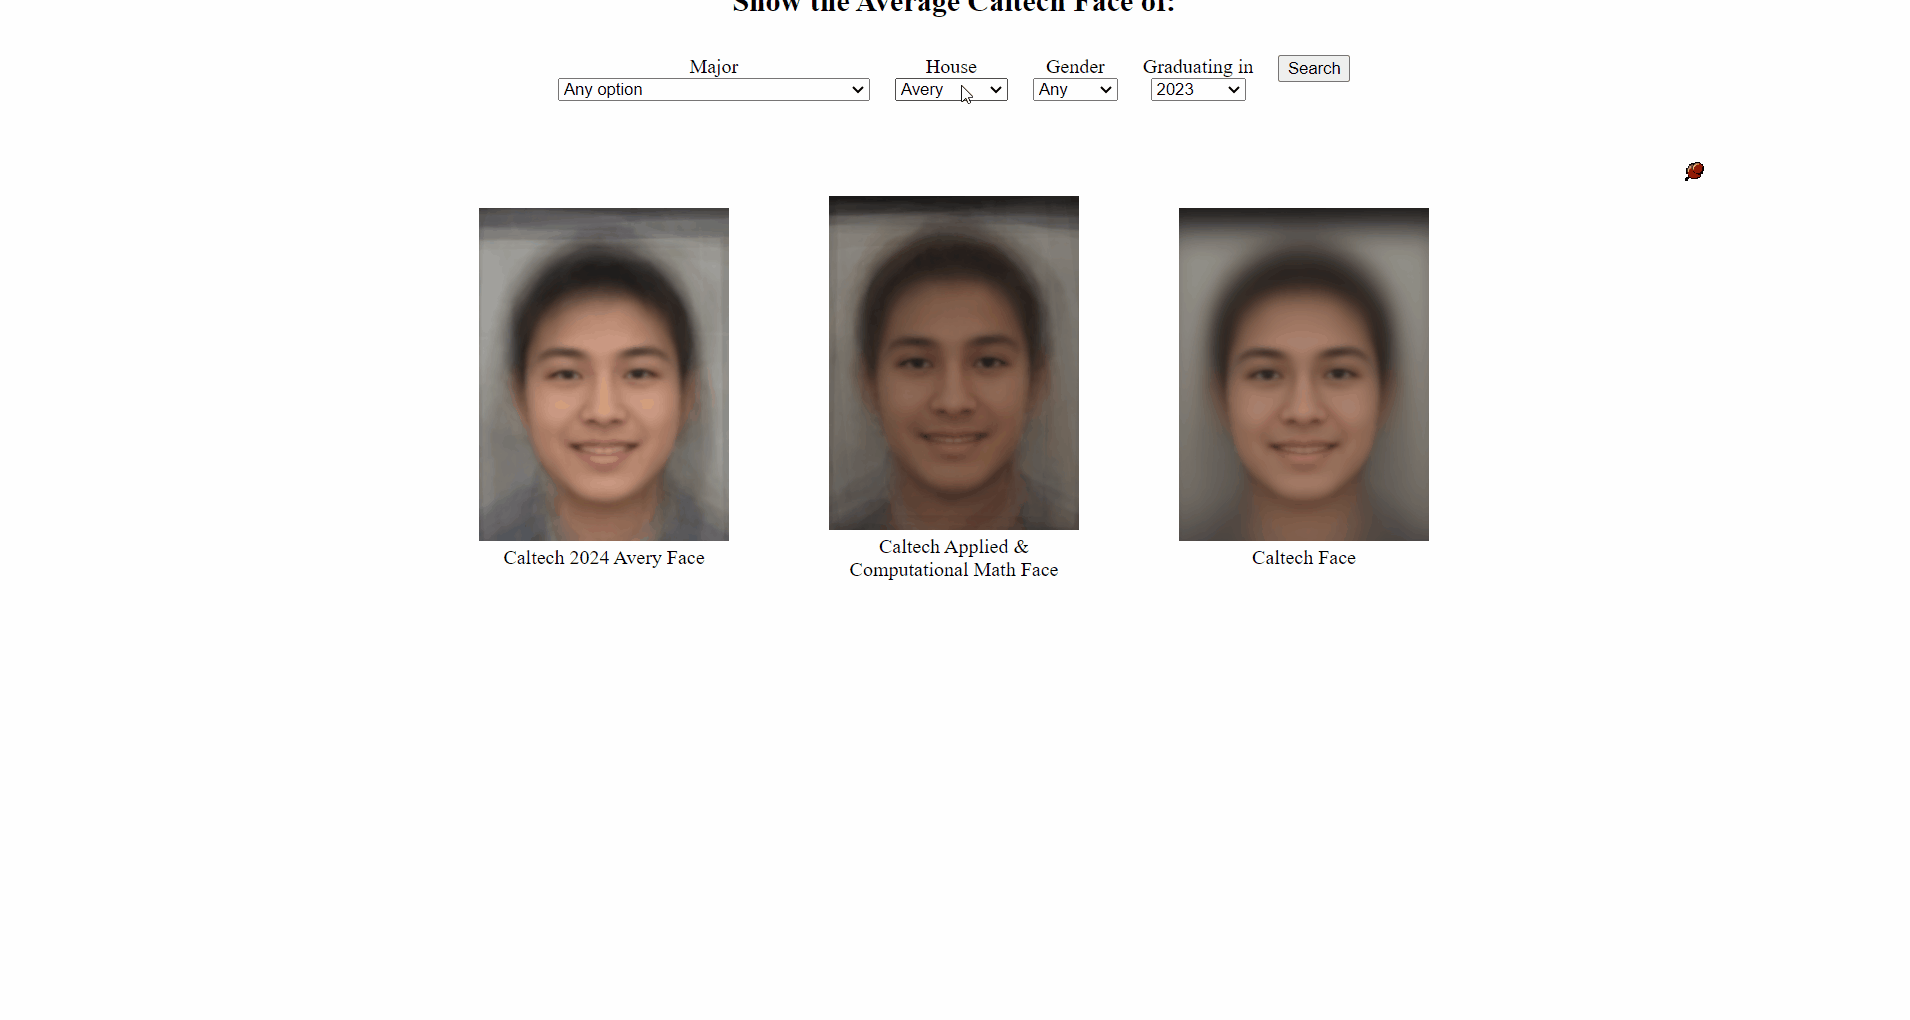 Show the Average Caltech Face of:
Major House Gender Graduating in
Any option Avery Any 2023 Search
Caltech 2024 Avery Face
Caltech Applied &
Computational Math Face
Caltech Face